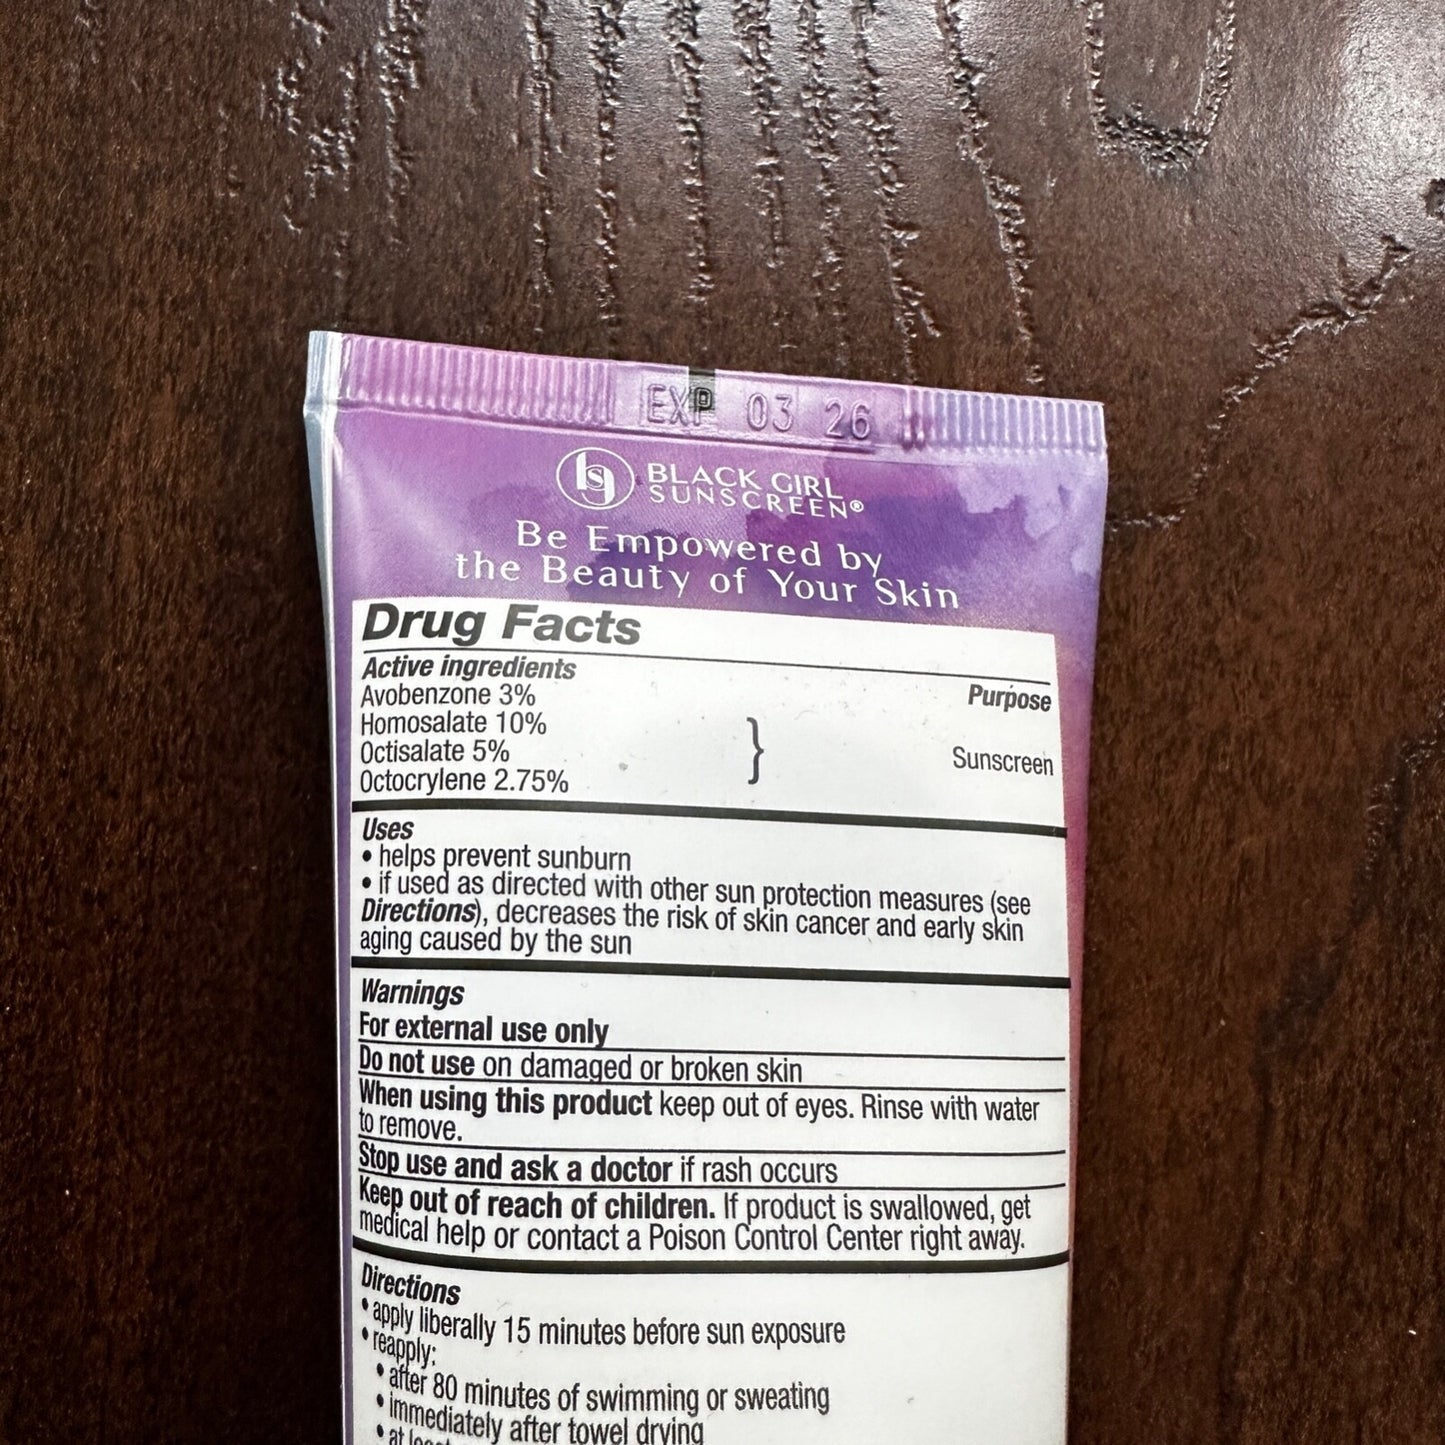 EXP 03 26
bsg BLACK GIRL
SUNSCREEN®
Be Empowered by
the Beauty of Your Skin
Drug Facts
Active ingredients
Purpose
Avobenzone 3%
Homosalate 10%
Octisalate 5%
} Sunscreen
Octocrylene 2.75%
Uses
• helps prevent sunburn
• if used as directed with other sun protection measures (see
Directions), decreases the risk of skin cancer and early skin
aging caused by the sun
Warnings
For external use only
Do not use on damaged or broken skin
When using this product keep out of eyes. Rinse with water
to remove.
Stop use and ask a doctor if rash occurs
Keep out of reach of children. If product is swallowed, get
medical help or contact a Poison Control Center right away.
Directions
• apply liberally 15 minutes before sun exposure
• reapply:
• after 80 minutes of swimming or sweating
• immediately after towel drying
• at